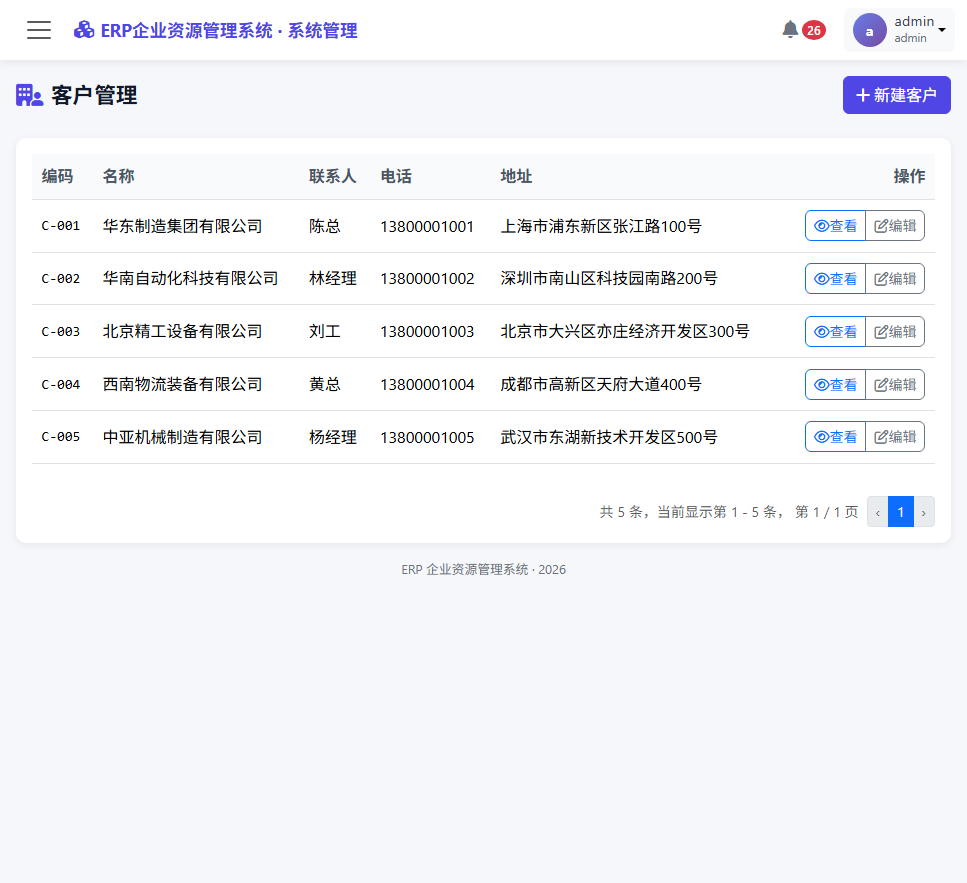 ERP企业资源管理系统 · 系统管理
26
a
admin
admin
客户管理
新建客户
编码 名称 联系人 电话 地址 操作
C-001 华东制造集团有限公司 陈总 13800001001 上海市浦东新区张江路100号 查看 编辑
C-002 华南自动化科技有限公司 林经理 13800001002 深圳市南山区科技园南路200号 查看 编辑
C-003 北京精工设备有限公司 刘工 13800001003 北京市大兴区亦庄经济开发区300号 查看 编辑
C-004 西南物流装备有限公司 黄总 13800001004 成都市高新区天府大道400号 查看 编辑
C-005 中亚机械制造有限公司 杨经理 13800001005 武汉市东湖新技术开发区500号 查看 编辑
共 5 条，当前显示第 1 - 5 条， 第 1 / 1 页 ‹ 1 ›
ERP 企业资源管理系统 · 2026